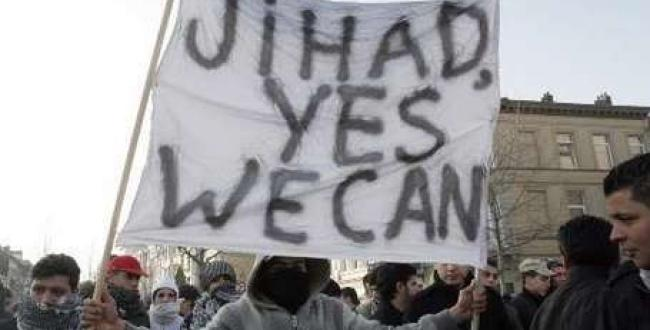 JiHAD,
YES
WE CAN